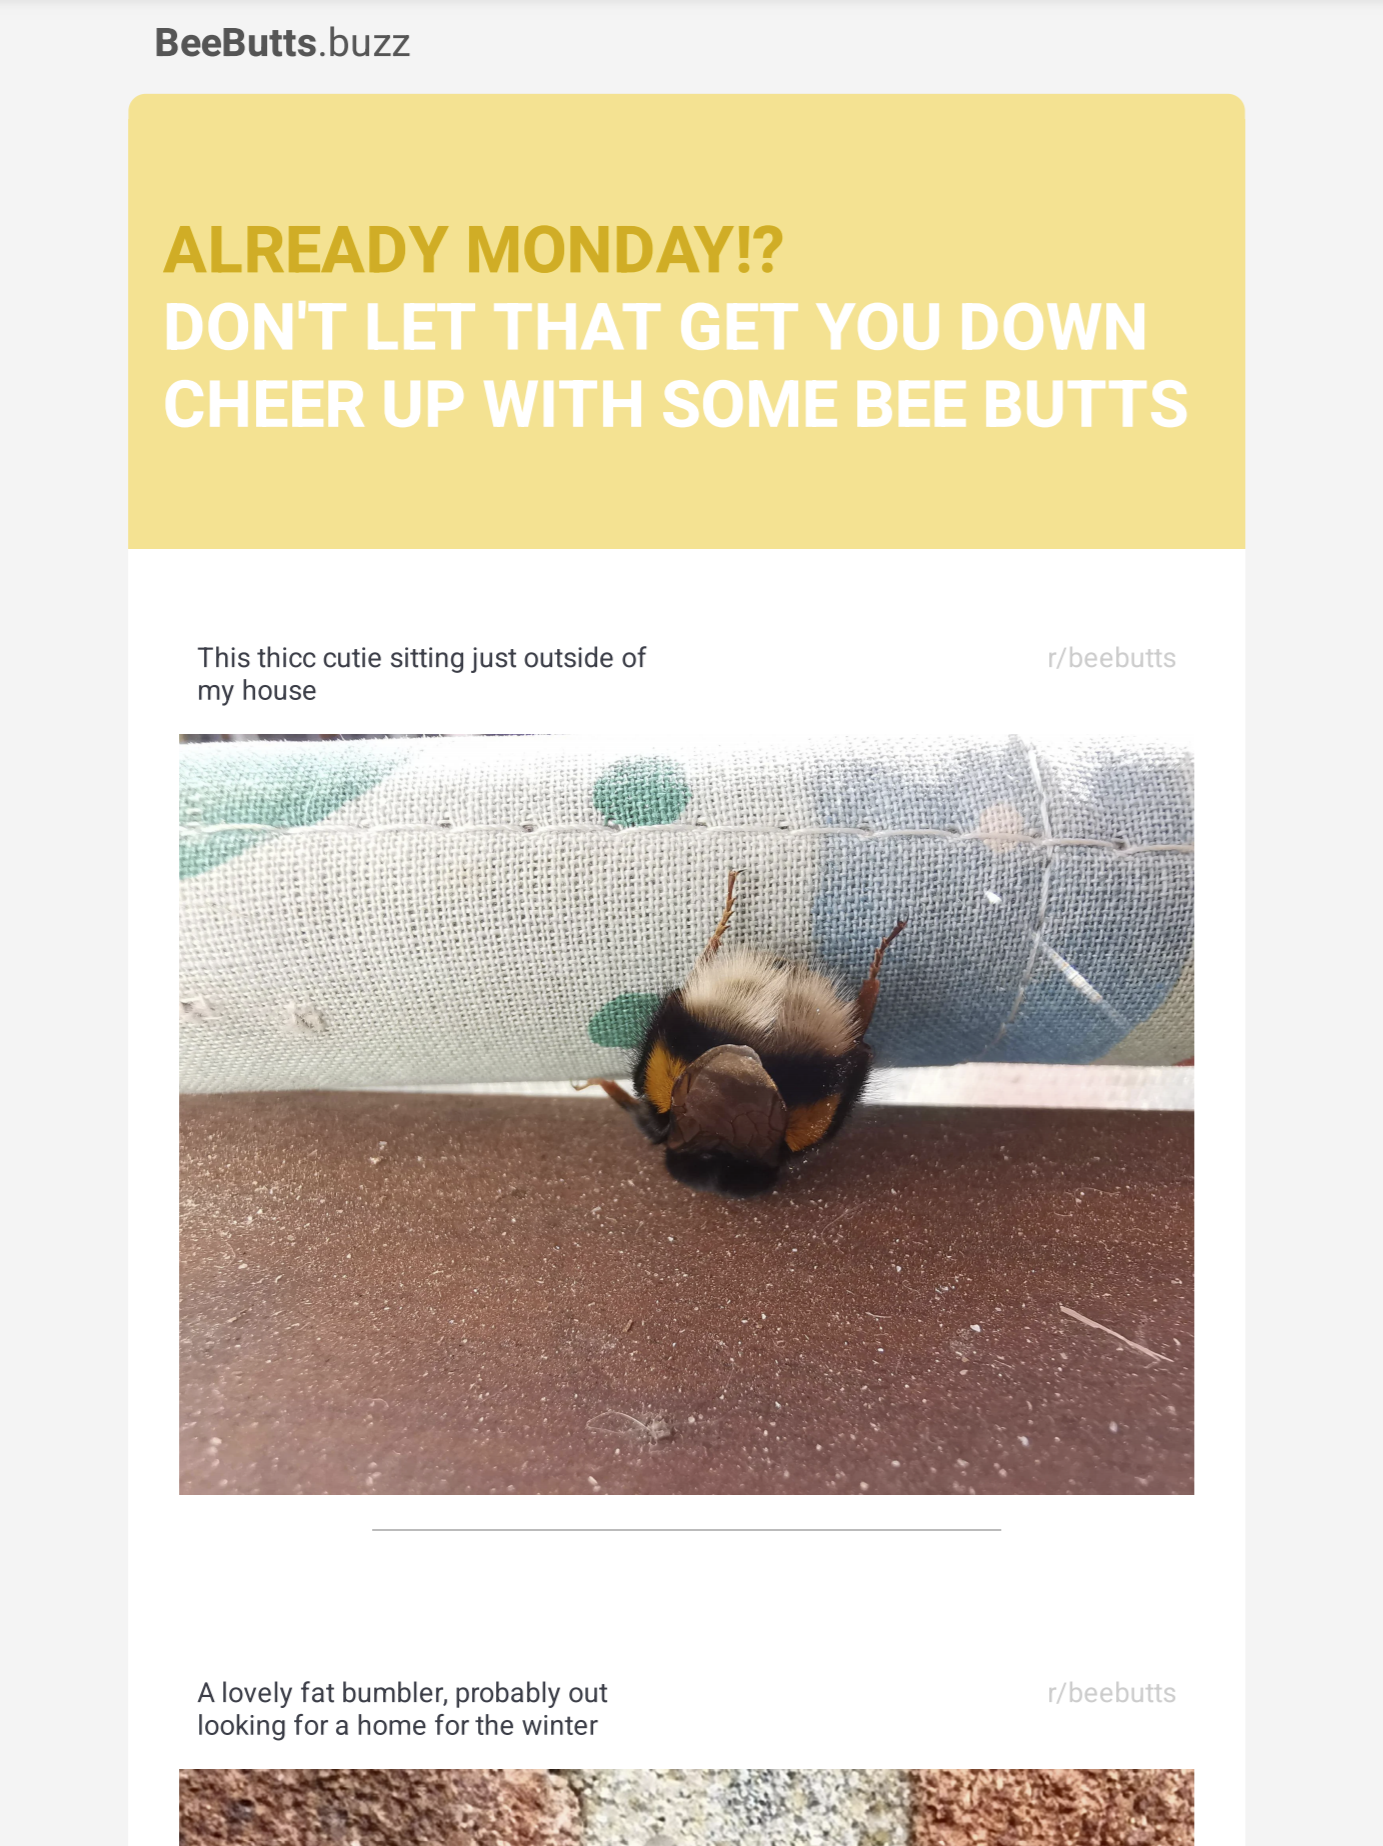 BeeButts.buzz
ALREADY MONDAY!?
DON'T LET THAT GET YOU DOWN
CHEER UP WITH SOME BEE BUTTS
This thicc cutie sitting just outside of
my house
r/beebutts
A lovely fat bumbler, probably out
looking for a home for the winter
r/beebutts